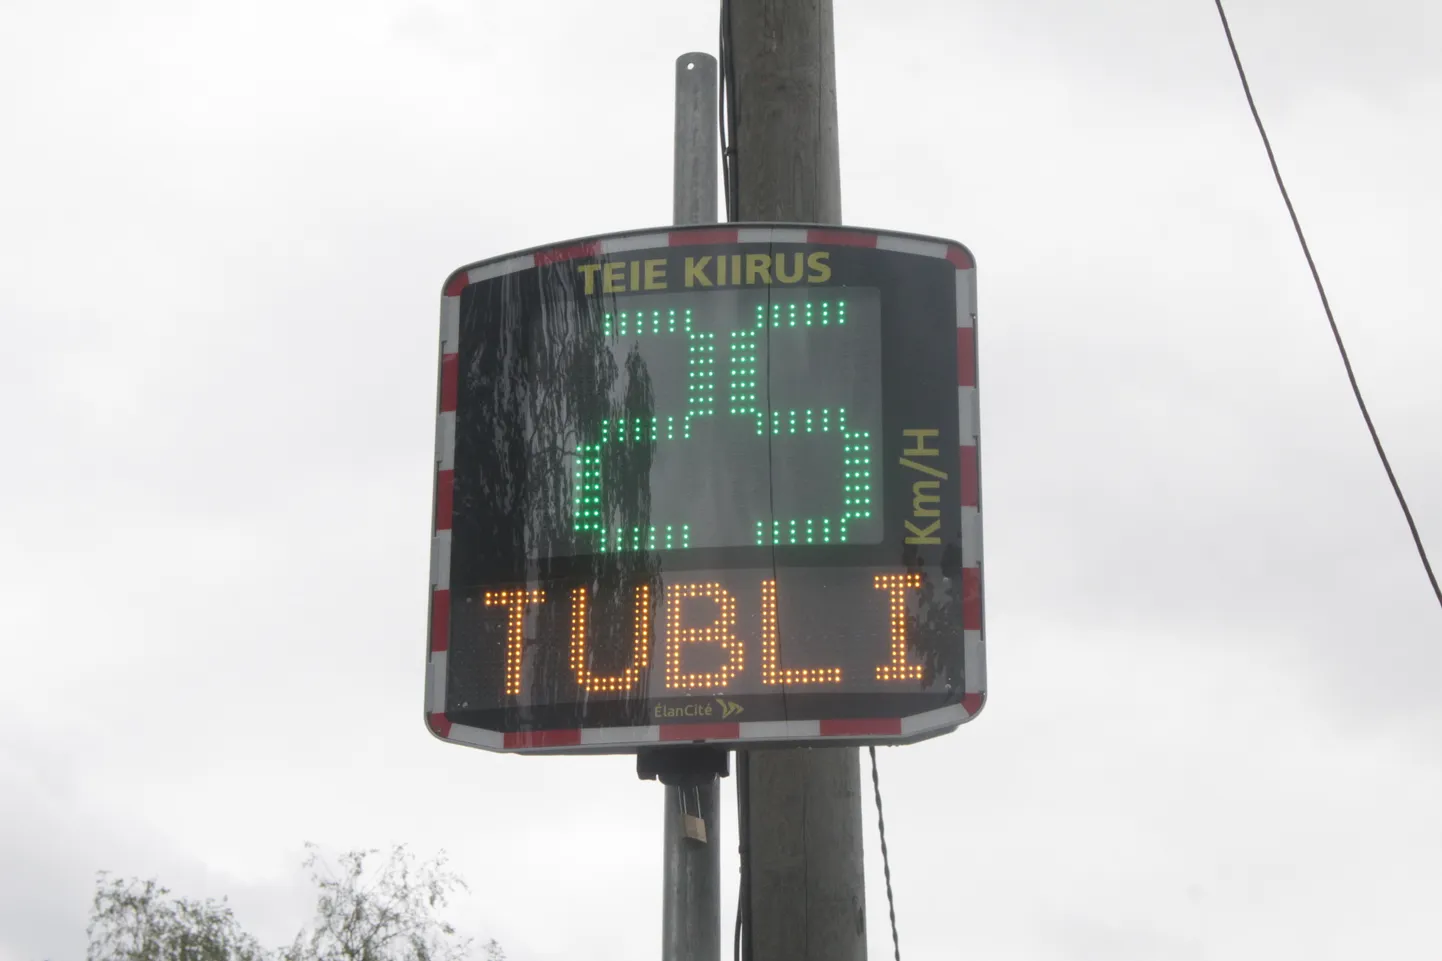 TEIE KIIRUS
25
Km/H
TUBLI
ÉlanCité